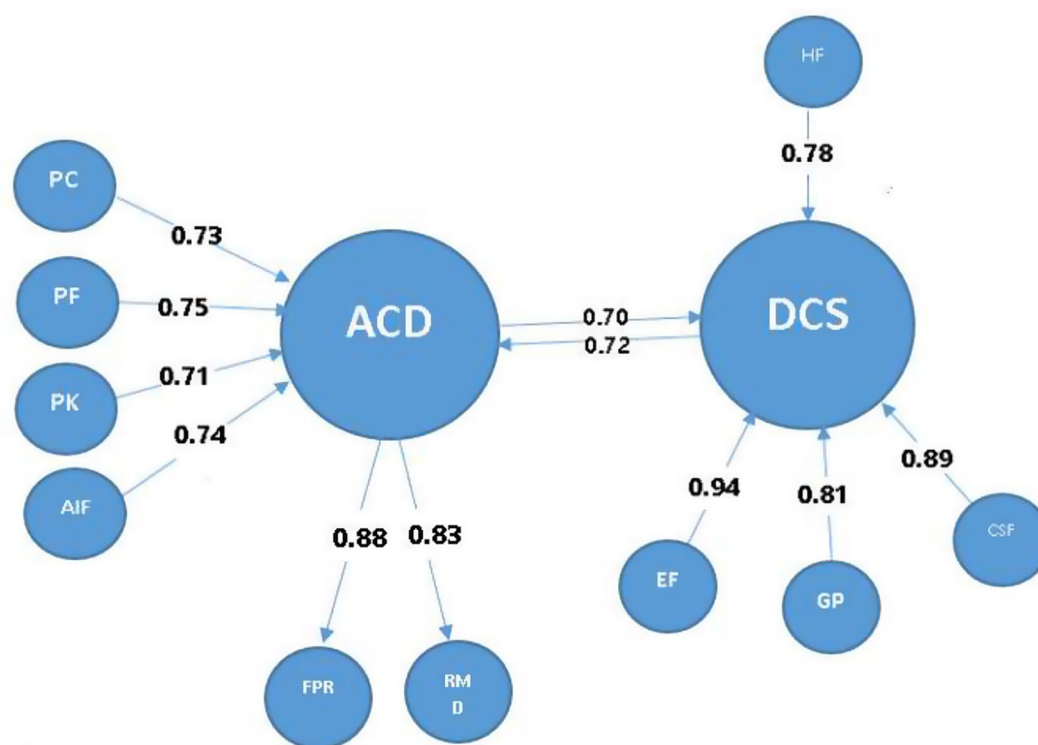 HF
0.78
PC
0.73
PF
0.75
ACD
DCS
0.70
0.72
PK
0.71
0.74
AIF
0.88
0.83
0.94
0.81
0.89
CSF
EF
GP
FPR
RM
D